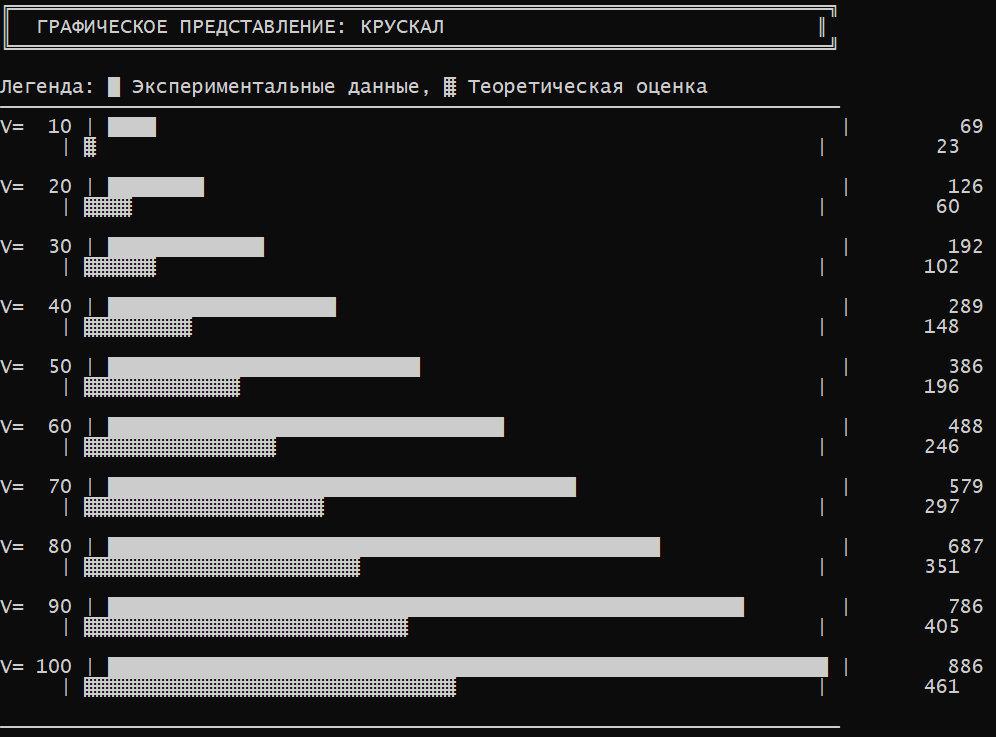 ГРАФИЧЕСКОЕ ПРЕДСТАВЛЕНИЕ: КРУСКАЛ
Легенда: █ Экспериментальные данные, ▓ Теоретическая оценка
V= 10 | | 69
| | 23
V= 20 | | 126
| | 60
V= 30 | | 192
| | 102
V= 40 | | 289
| | 148
V= 50 | | 386
| | 196
V= 60 | | 488
| | 246
V= 70 | | 579
| | 297
V= 80 | | 687
| | 351
V= 90 | | 786
| | 405
V= 100 | | 886
| | 461